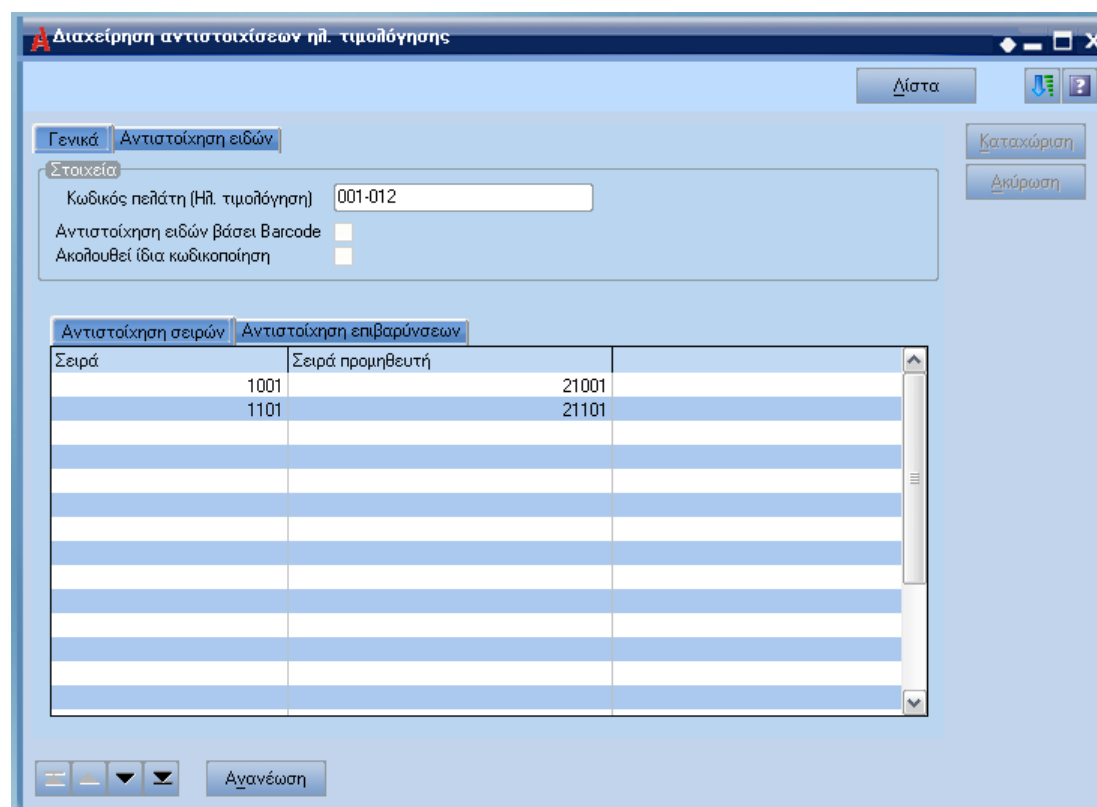 Διαχείρηση αντιστοιχίσεων ηλ. τιμολόγησης
Λίστα
Γενικά Αντιστοίχηση ειδών
Καταχώριση
Ακύρωση
Στοιχεία
Κωδικός πελάτη (Ηλ. τιμολόγηση) 001-012
Αντιστοίχηση ειδών βάσει Barcode
Ακολουθεί ίδια κωδικοποίηση
Αντιστοίχηση σειρών Αντιστοίχηση επιβαρύνσεων
Σειρά Σειρά προμηθευτή
1001 21001
1101 21101
Ανανέωση